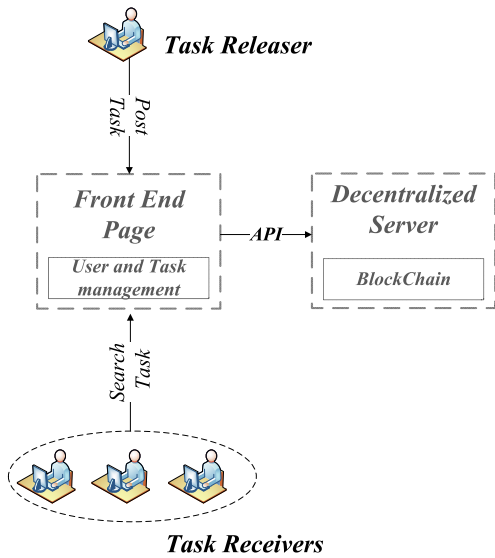 Task Releaser
Post
Task
Front End
Page
User and Task
management
API
Decentralized
Server
BlockChain
Search
Task
Task Receivers